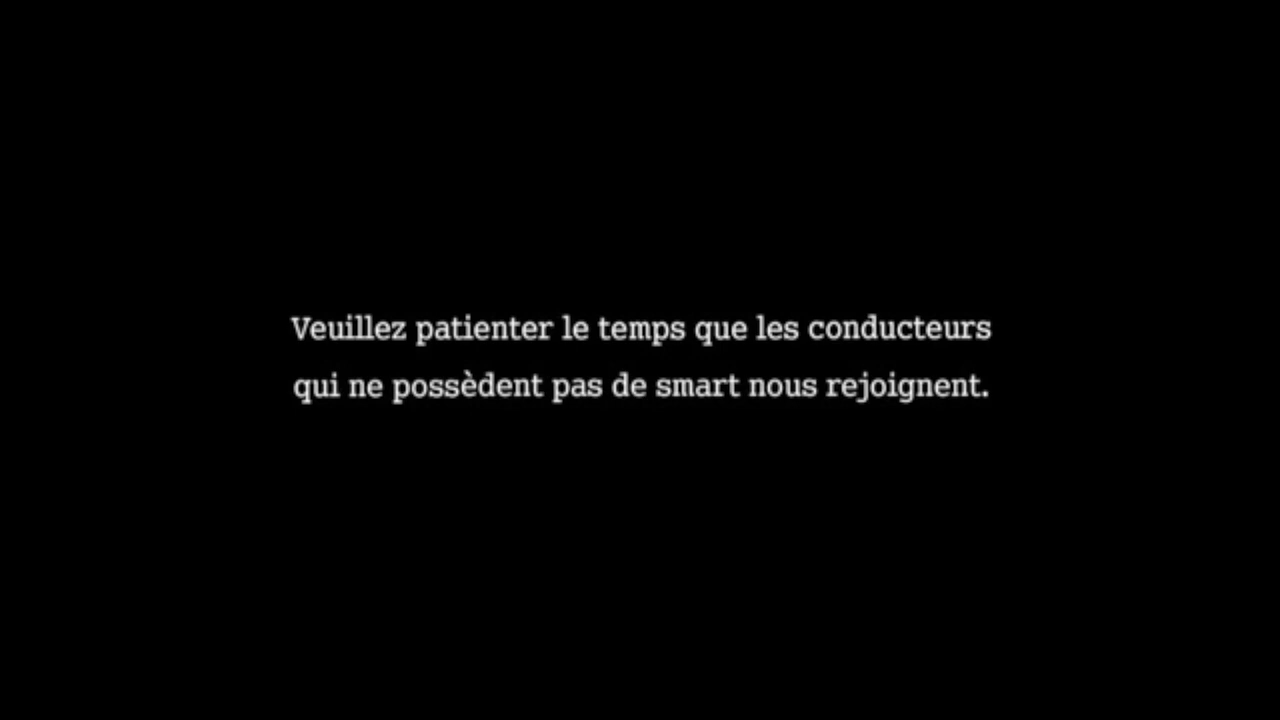 Veuillez patienter le temps que les conducteurs
qui ne possèdent pas de smart nous rejoignent.